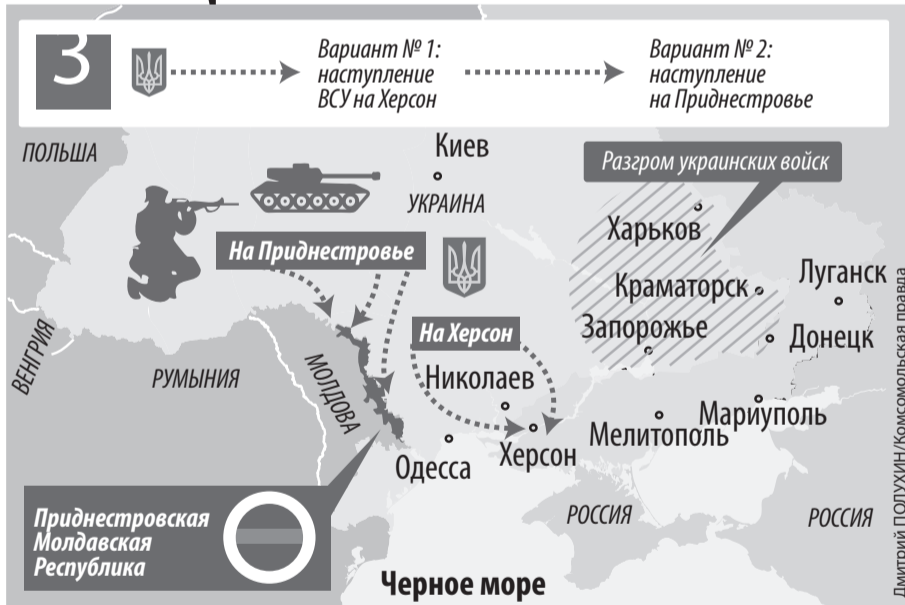 3
Вариант № 1:
наступление
ВСУ на Херсон
Вариант № 2:
наступление
на Приднестровье
ПОЛЬША
Киев
УКРАИНА
Разгром украинских войск
Харьков
На Приднестровье
Краматорск
Луганск
Запорожье
Донецк
На Херсон
ВЕНГРИЯ
РУМЫНИЯ
МОЛДОВА
Николаев
Мариуполь
Мелитополь
Херсон
Одесса
Приднестровская
Молдавская
Республика
РОССИЯ
РОССИЯ
Черное море
Дмитрий ПОЛУХИН/Комсомольская правда